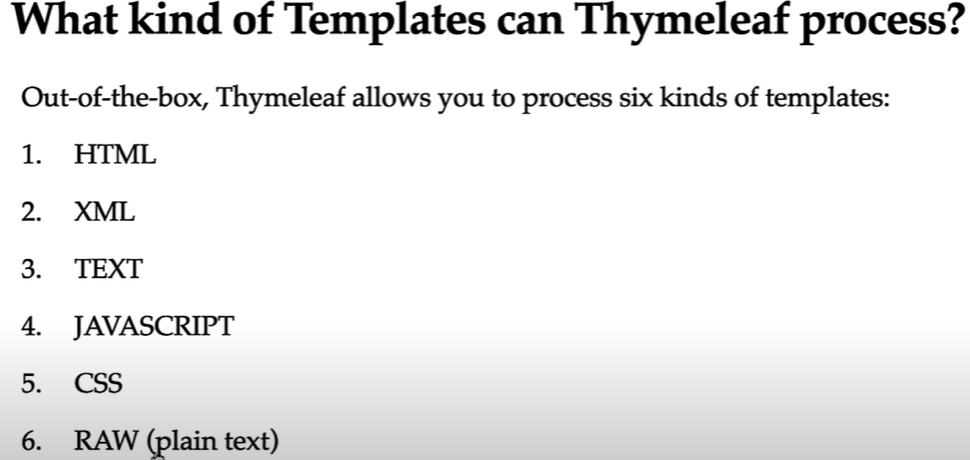 What kind of Templates can Thymeleaf process?
Out-of-the-box, Thymeleaf allows you to process six kinds of templates:
1. HTML
2. XML
3. TEXT
4. JAVASCRIPT
5. CSS
6. RAW (plain text)